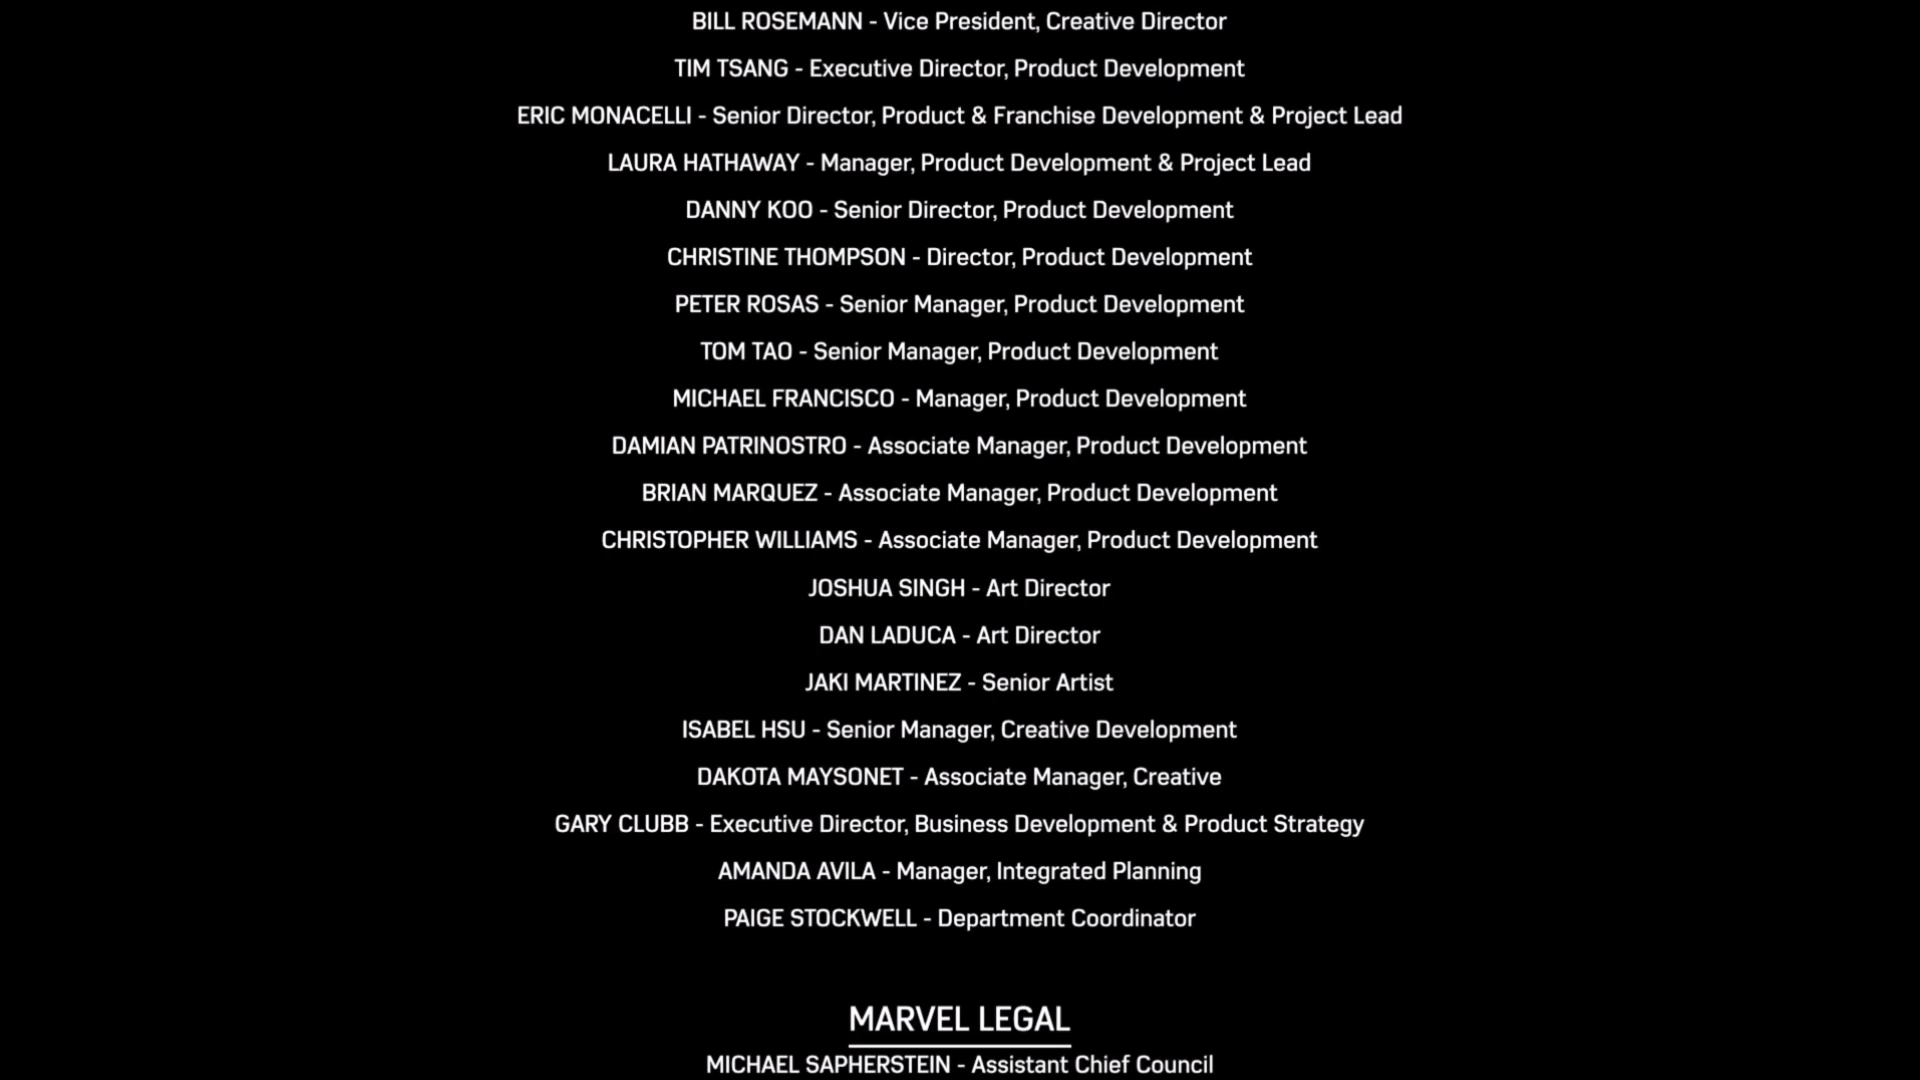 BILL ROSEMANN - Vice President, Creative Director
TIM TSANG - Executive Director, Product Development
ERIC MONACELLI - Senior Director, Product & Franchise Development & Project Lead
LAURA HATHAWAY - Manager, Product Development & Project Lead
DANNY KOO - Senior Director, Product Development
CHRISTINE THOMPSON - Director, Product Development
PETER ROSAS - Senior Manager, Product Development
TOM TAO - Senior Manager, Product Development
MICHAEL FRANCISCO - Manager, Product Development
DAMIAN PATRINOSTRO - Associate Manager, Product Development
BRIAN MARQUEZ - Associate Manager, Product Development
CHRISTOPHER WILLIAMS - Associate Manager, Product Development
JOSHUA SINGH - Art Director
DAN LADUCA - Art Director
JAKI MARTINEZ - Senior Artist
ISABEL HSU - Senior Manager, Creative Development
DAKOTA MAYSONET - Associate Manager, Creative
GARY CLUBB - Executive Director, Business Development & Product Strategy
AMANDA AVILA - Manager, Integrated Planning
PAIGE STOCKWELL - Department Coordinator
MARVEL LEGAL
MICHAEL SAPHERSTEIN - Assistant Chief Council